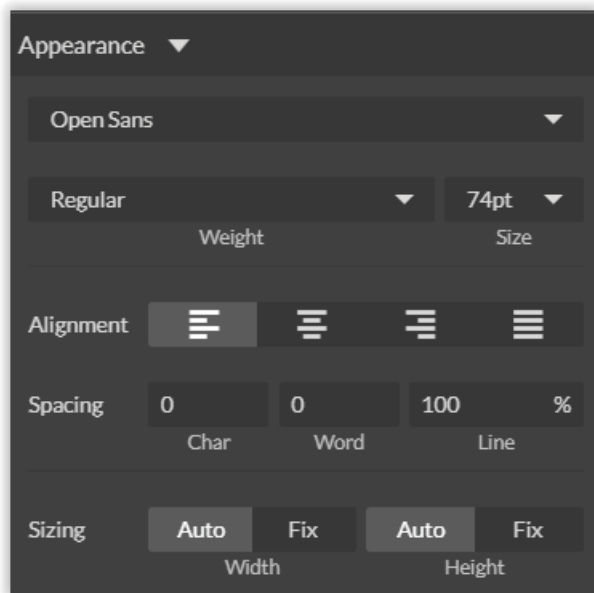 Appearance
Open Sans
Regular 74pt
Weight Size
Alignment
Spacing 0 0 100 %
Char Word Line
Sizing Auto Fix Auto Fix
Width Height